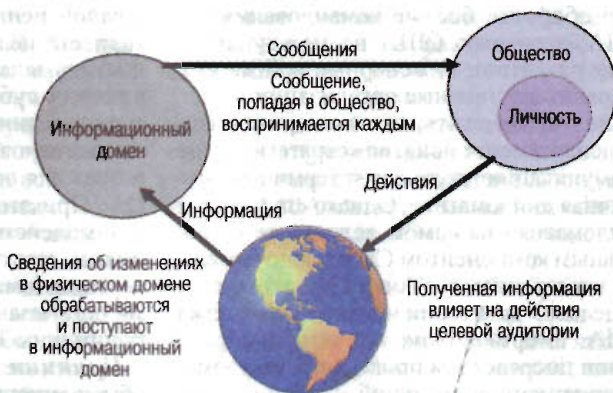 Сообщения
Сообщение,
попадая в общество,
воспринимается каждым
Общество
Личность
Информационный
домен
Действия
Информация
Сведения об изменениях
в физическом домене
обрабатываются
и поступают
в информационный
домен
Полученная информация
влияет на действия
целевой аудитории